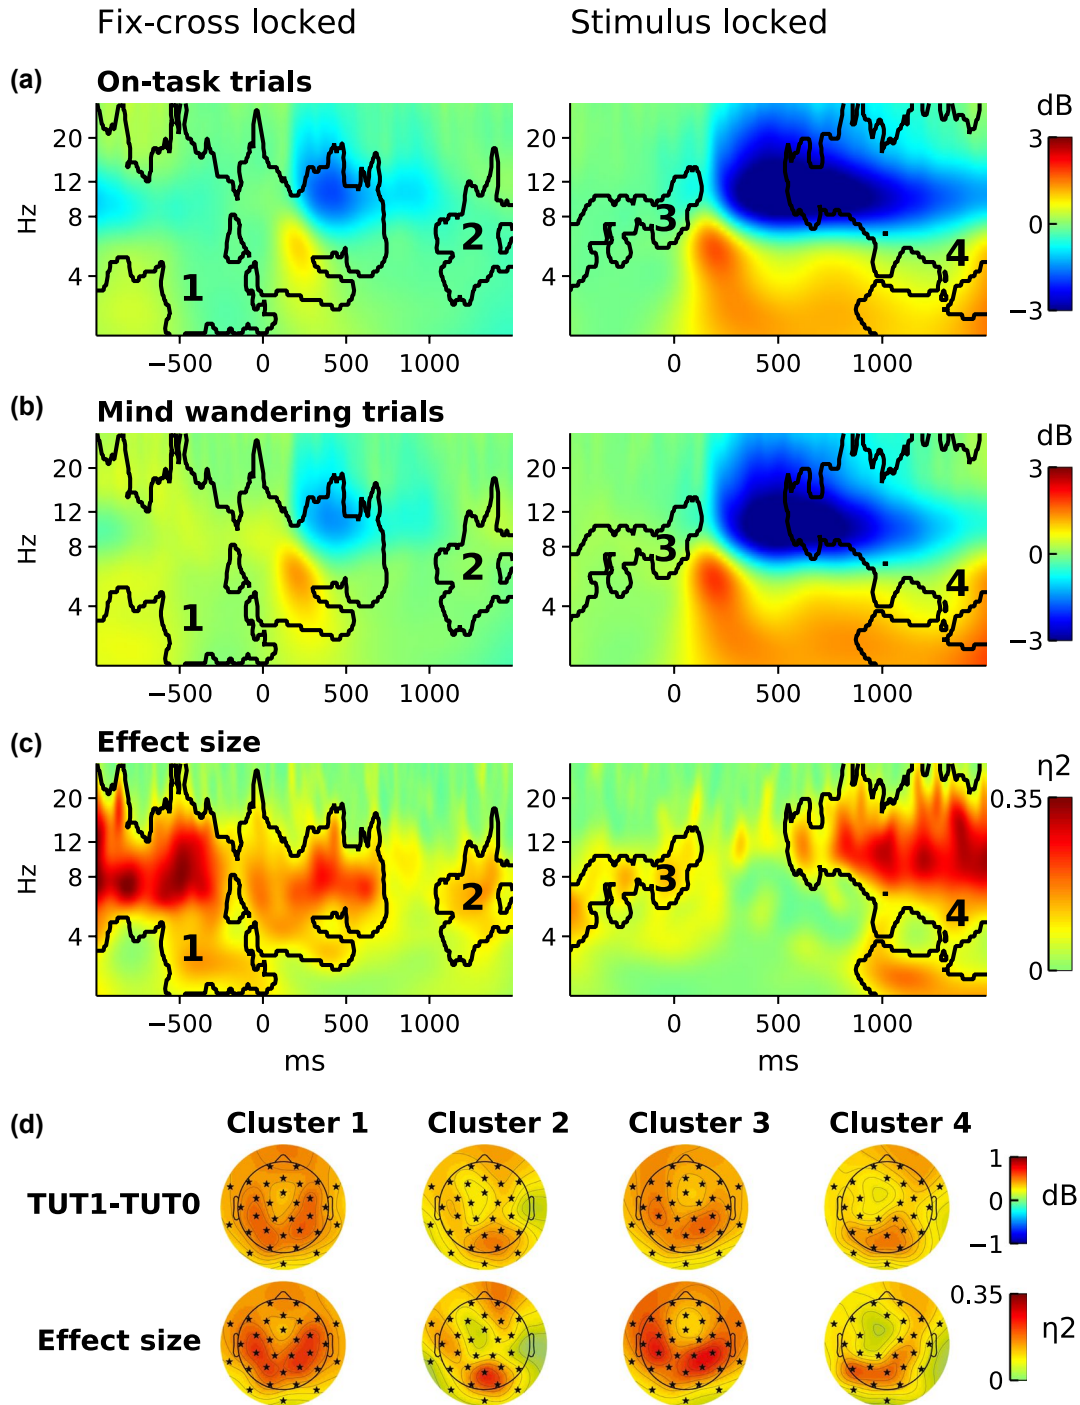 Fix-cross locked
Stimulus locked
(a)
On-task trials
dB
Hz
20
12
8
4
1
2
3
4
3
0
−3
−500
0
500
1000
0
500
1000
(b)
Mind wandering trials
dB
Hz
20
12
8
4
1
2
3
4
3
0
−3
−500
0
500
1000
0
500
1000
(c)
Effect size
η2
Hz
20
12
8
4
1
2
3
4
0.35
0
−500
0
500
1000
0
500
1000
ms
ms
(d)
Cluster 1
Cluster 2
Cluster 3
Cluster 4
TUT1-TUT0
1
0
−1
dB
Effect size
0.35
0
η2